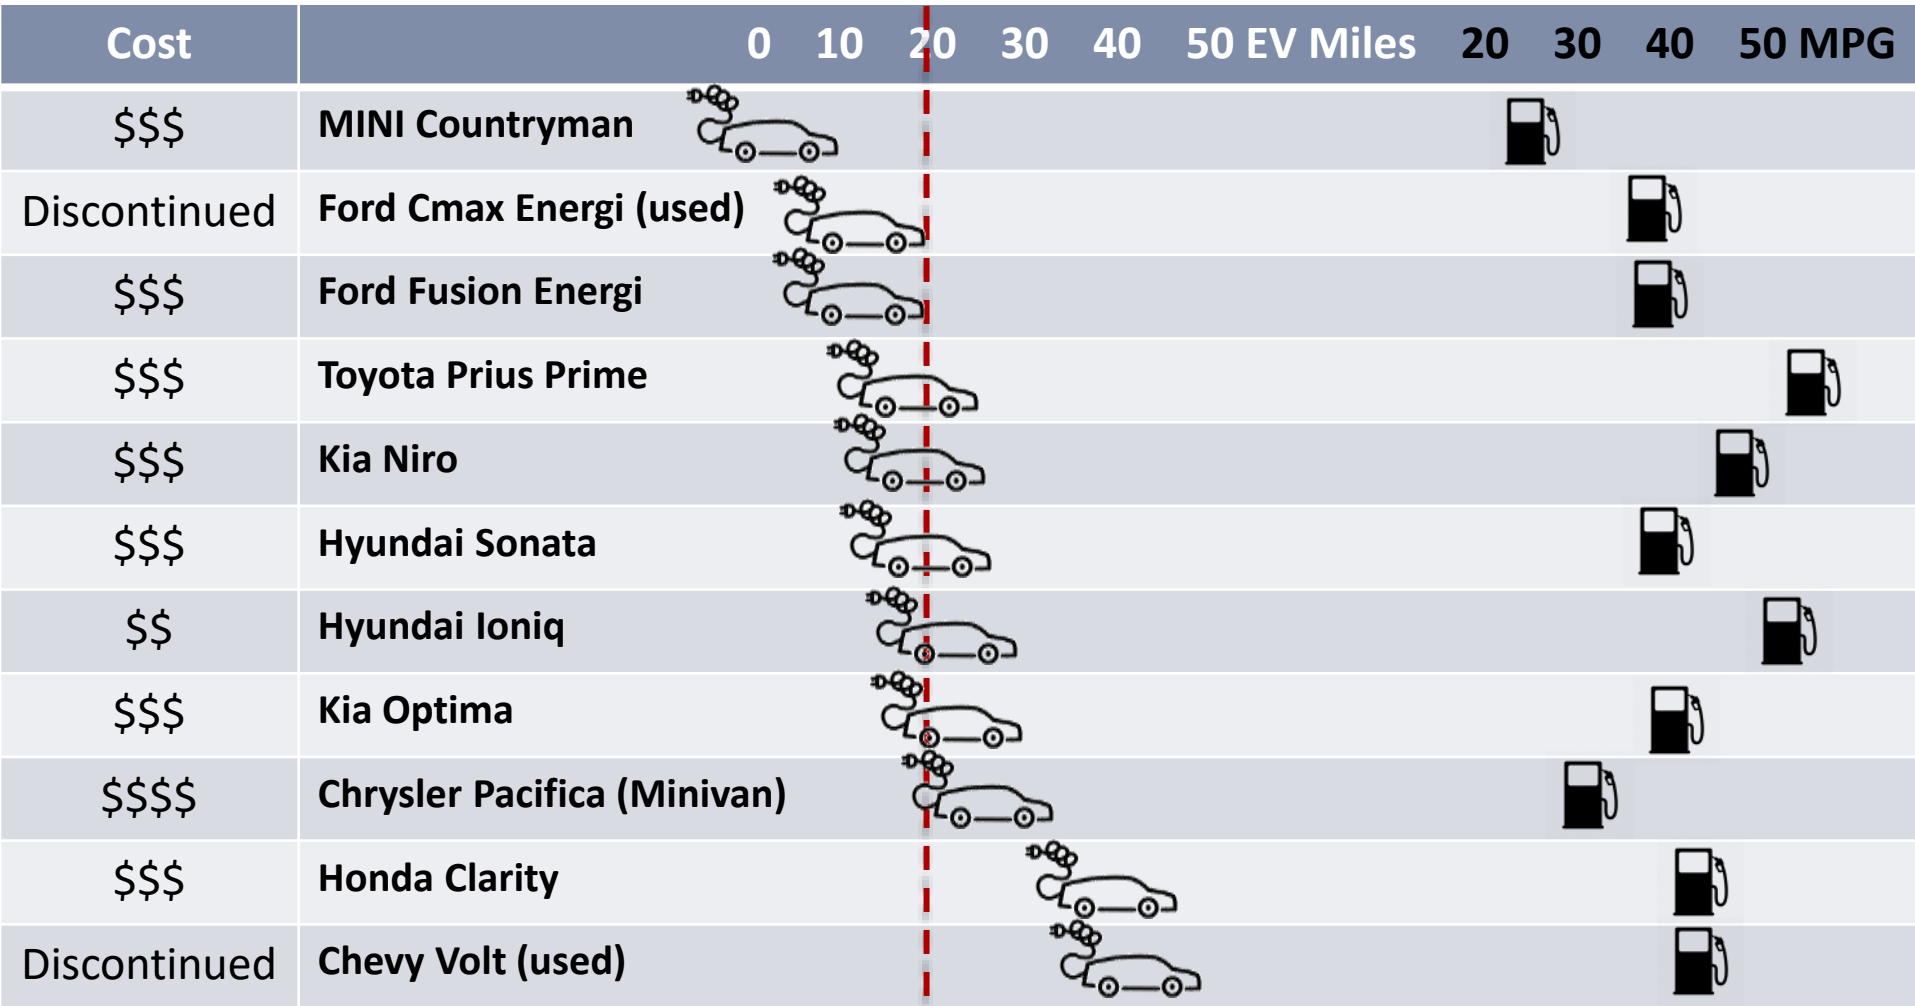 Cost 0 10 20 30 40 50 EV Miles 20 30 40 50 MPG
$$$ MINI Countryman
Discontinued Ford Cmax Energi (used)
$$$ Ford Fusion Energi
$$$ Toyota Prius Prime
$$$ Kia Niro
$$$ Hyundai Sonata
$$ Hyundai Ioniq
$$$ Kia Optima
$$$$ Chrysler Pacifica (Minivan)
$$$ Honda Clarity
Discontinued Chevy Volt (used)